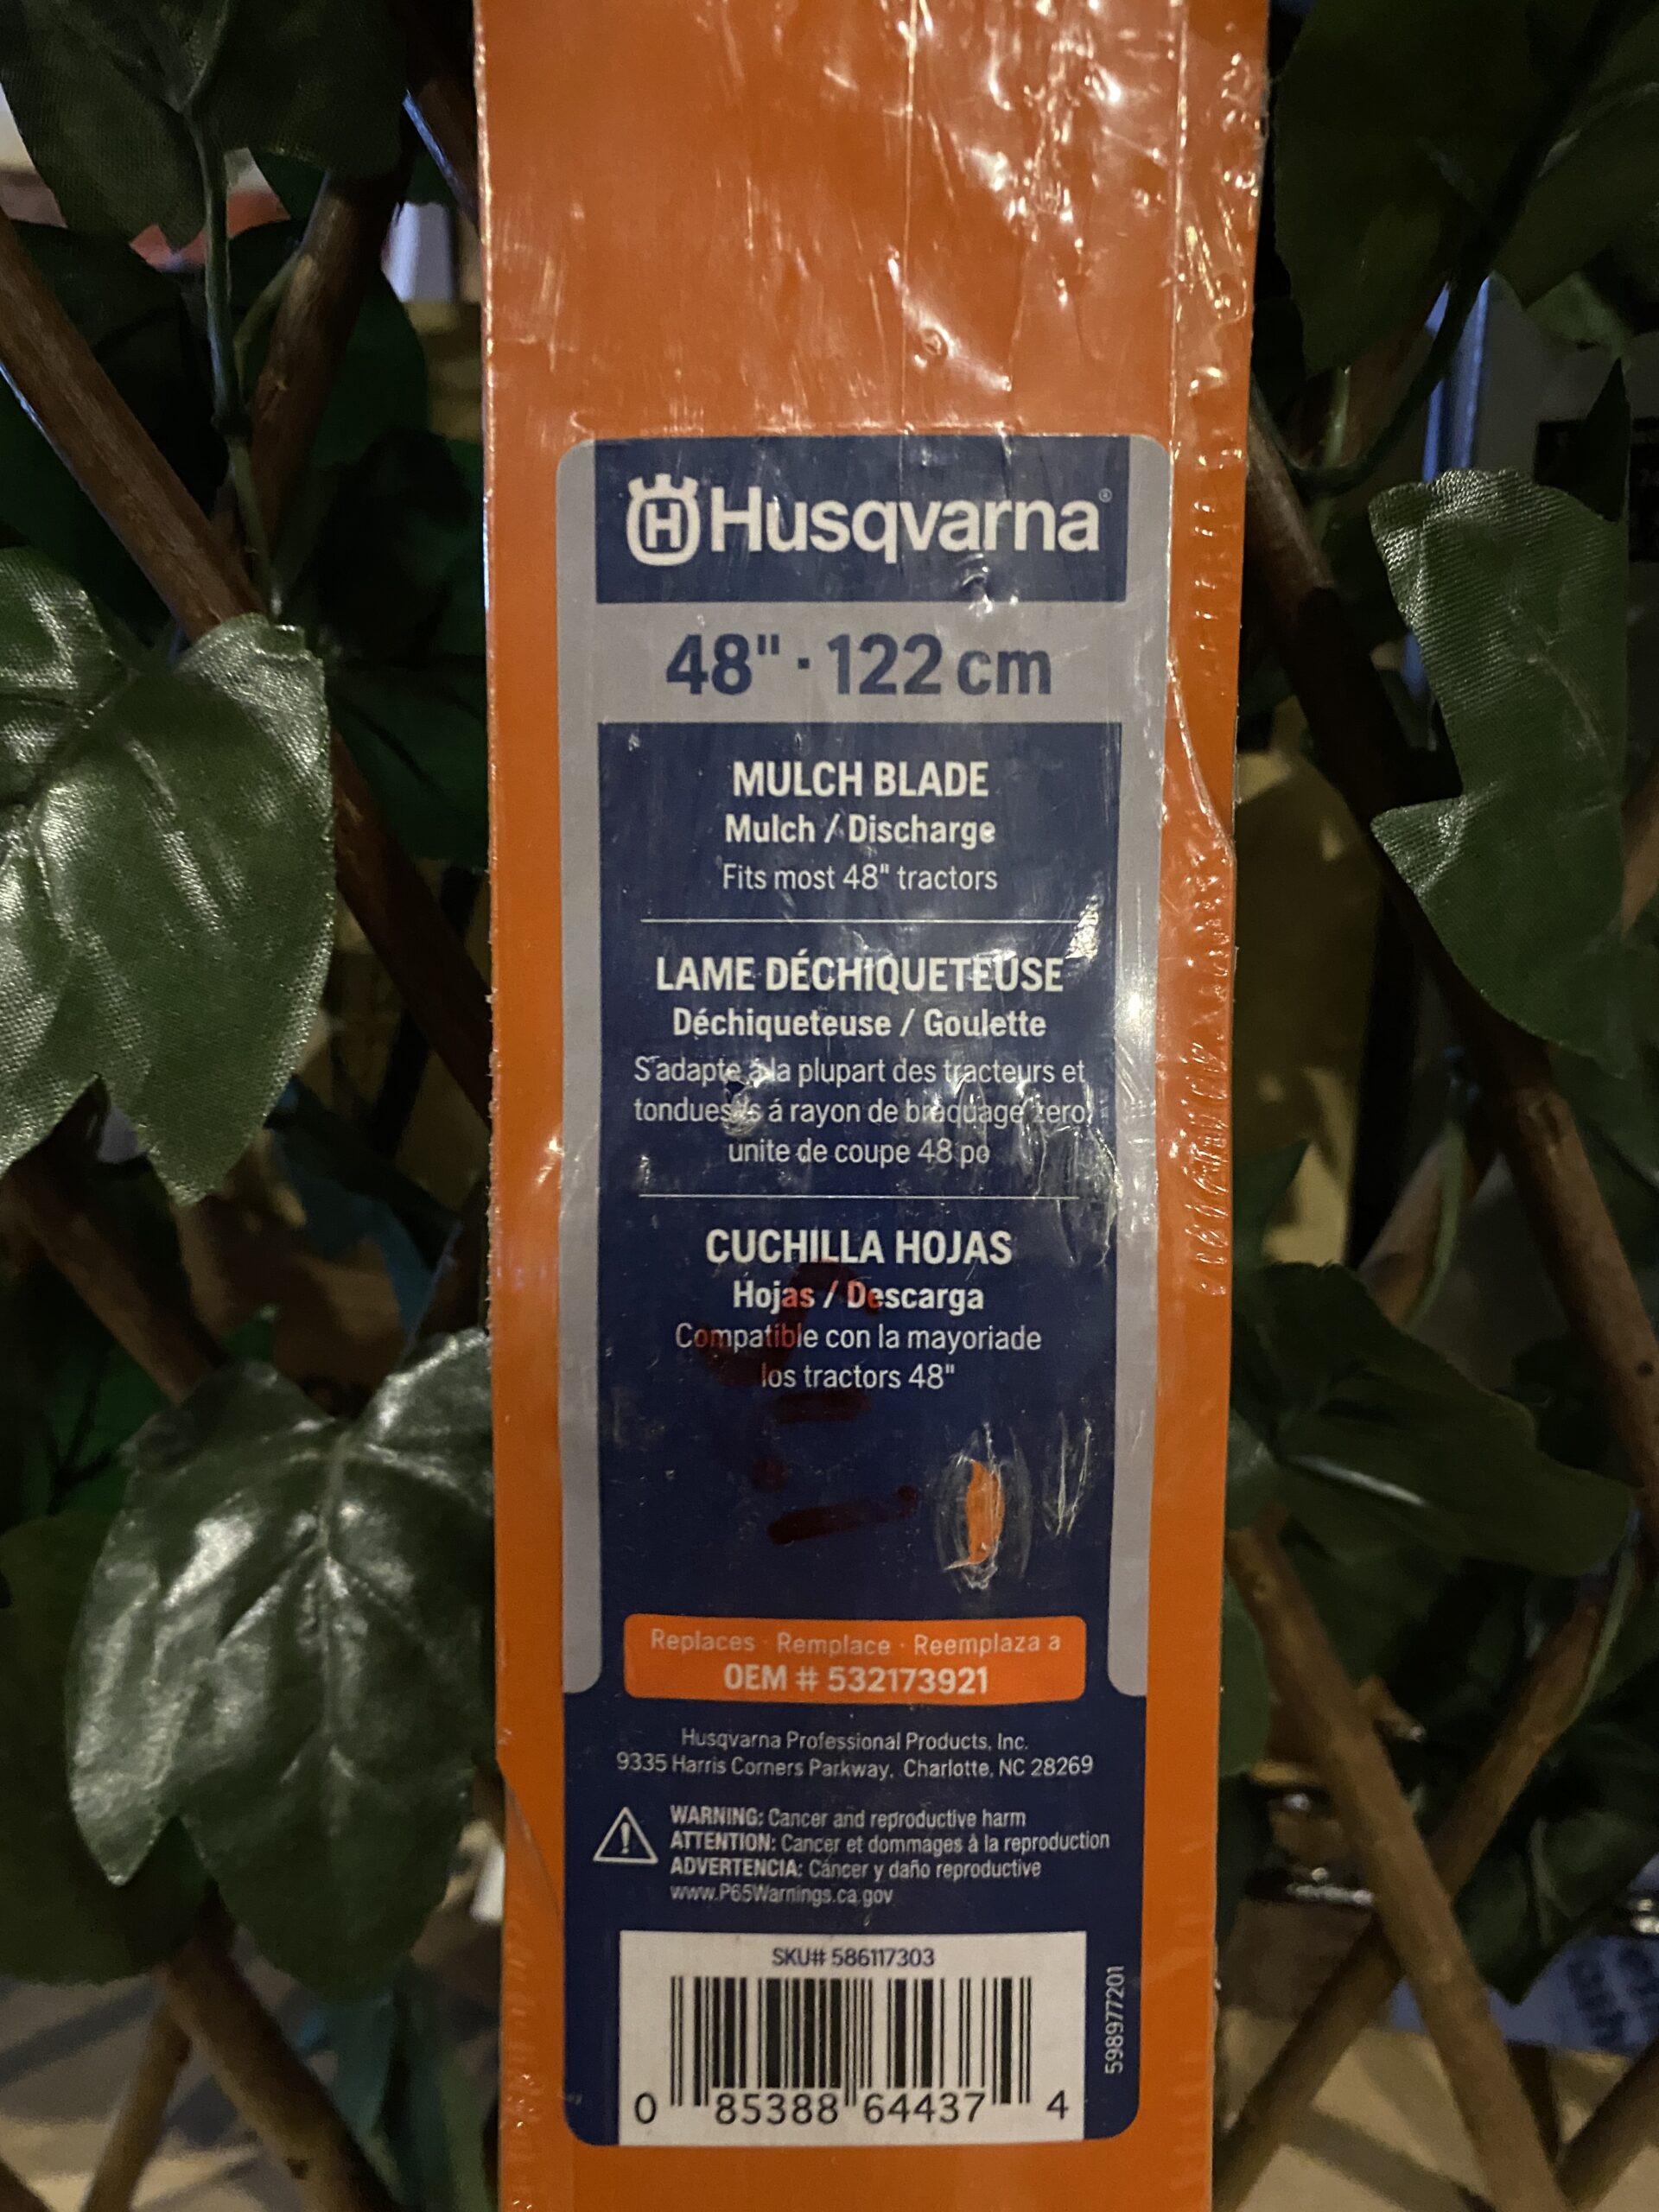 Husqvarna®
48" · 122 cm
MULCH BLADE
Mulch / Discharge
Fits most 48" tractors
LAME DÉCHIQUETEUSE
Déchiqueteuse / Goulette
S'adapte à la plupart des tracteurs et
á rayon de braquage zero,
unite de coupe 48 po
CUCHILLA HOJAS
Hojas / Descarga
Compatible con la mayoriade
los tractors 48"
Replaces · Remplace · Reemplaza a
OEM # 532173921
Husqvarna Professional Products, Inc.
9335 Harris Corners Parkway, Charlotte, NC 28269
WARNING: Cancer and reproductive harm
ATTENTION: Cancer et dommages à la reproduction
ADVERTENCIA: Cáncer y daño reproductive
www.P65Warnings.ca.gov
SKU# 586117303
0 85388 64437 4
598977201